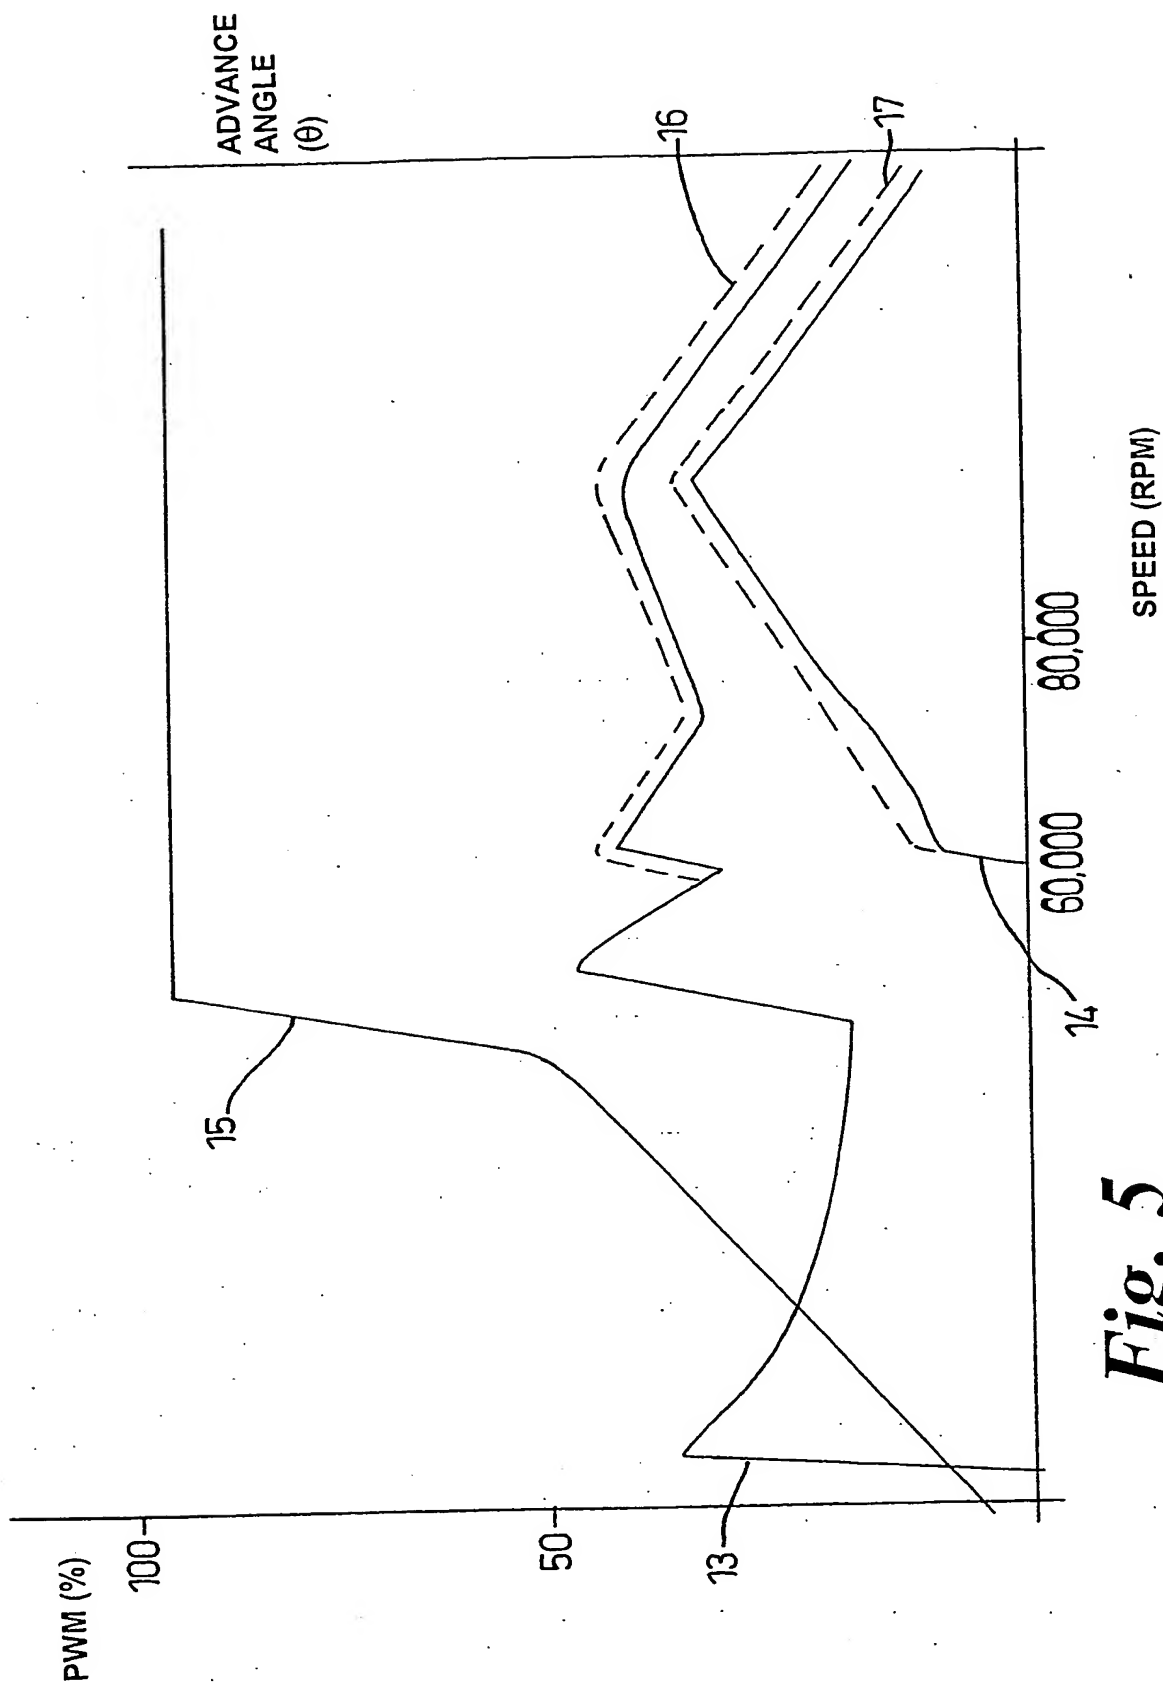 PWM (%)
100
50
13
15
ADVANCE
ANGLE
(θ)
16
17
14
60,000
80,000
SPEED (RPM)
Fig. 5